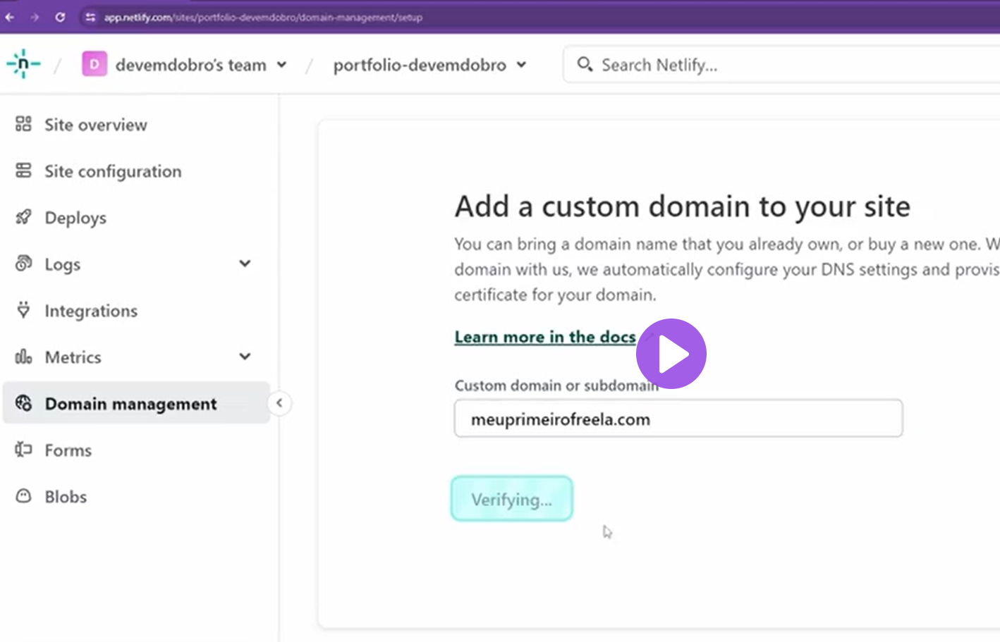 app.netlify.com/sites/portfolio-devemdobro/domain-management/setup
n / D devemdobro's team / portfolio-devemdobro Search Netlify...
Site overview
Site configuration
Deploys
Logs
Integrations
Metrics
Domain management
Forms
Blobs
Add a custom domain to your site
You can bring a domain name that you already own, or buy a new one. W
domain with us, we automatically configure your DNS settings and provis
certificate for your domain.
Learn more in the docs
Custom domain or subdomain
meuprimeirofreela.com
Verifying...